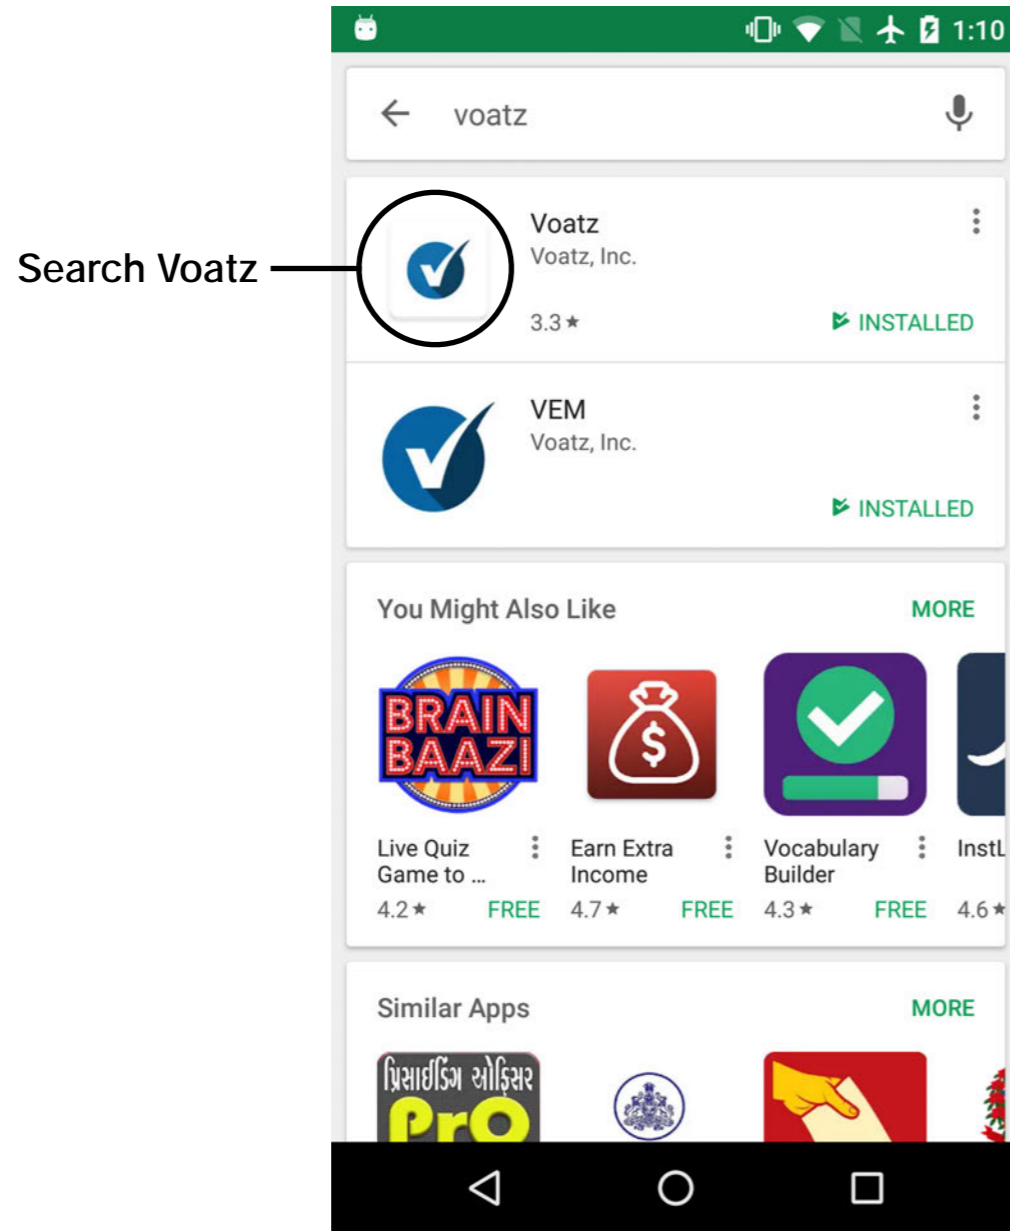 1:10
voatz
Search Voatz
Voatz
Voatz, Inc.
3.3★
INSTALLED
VEM
Voatz, Inc.
INSTALLED
You Might Also Like
MORE
BRAIN
BAAZI
Live Quiz
Game to ...
4.2★ FREE
Earn Extra
Income
4.7★ FREE
Vocabulary
Builder
4.3★ FREE
InstL
4.6★
Similar Apps
MORE
પ્રિસાઈડિંગ ઓફિસર
PrO